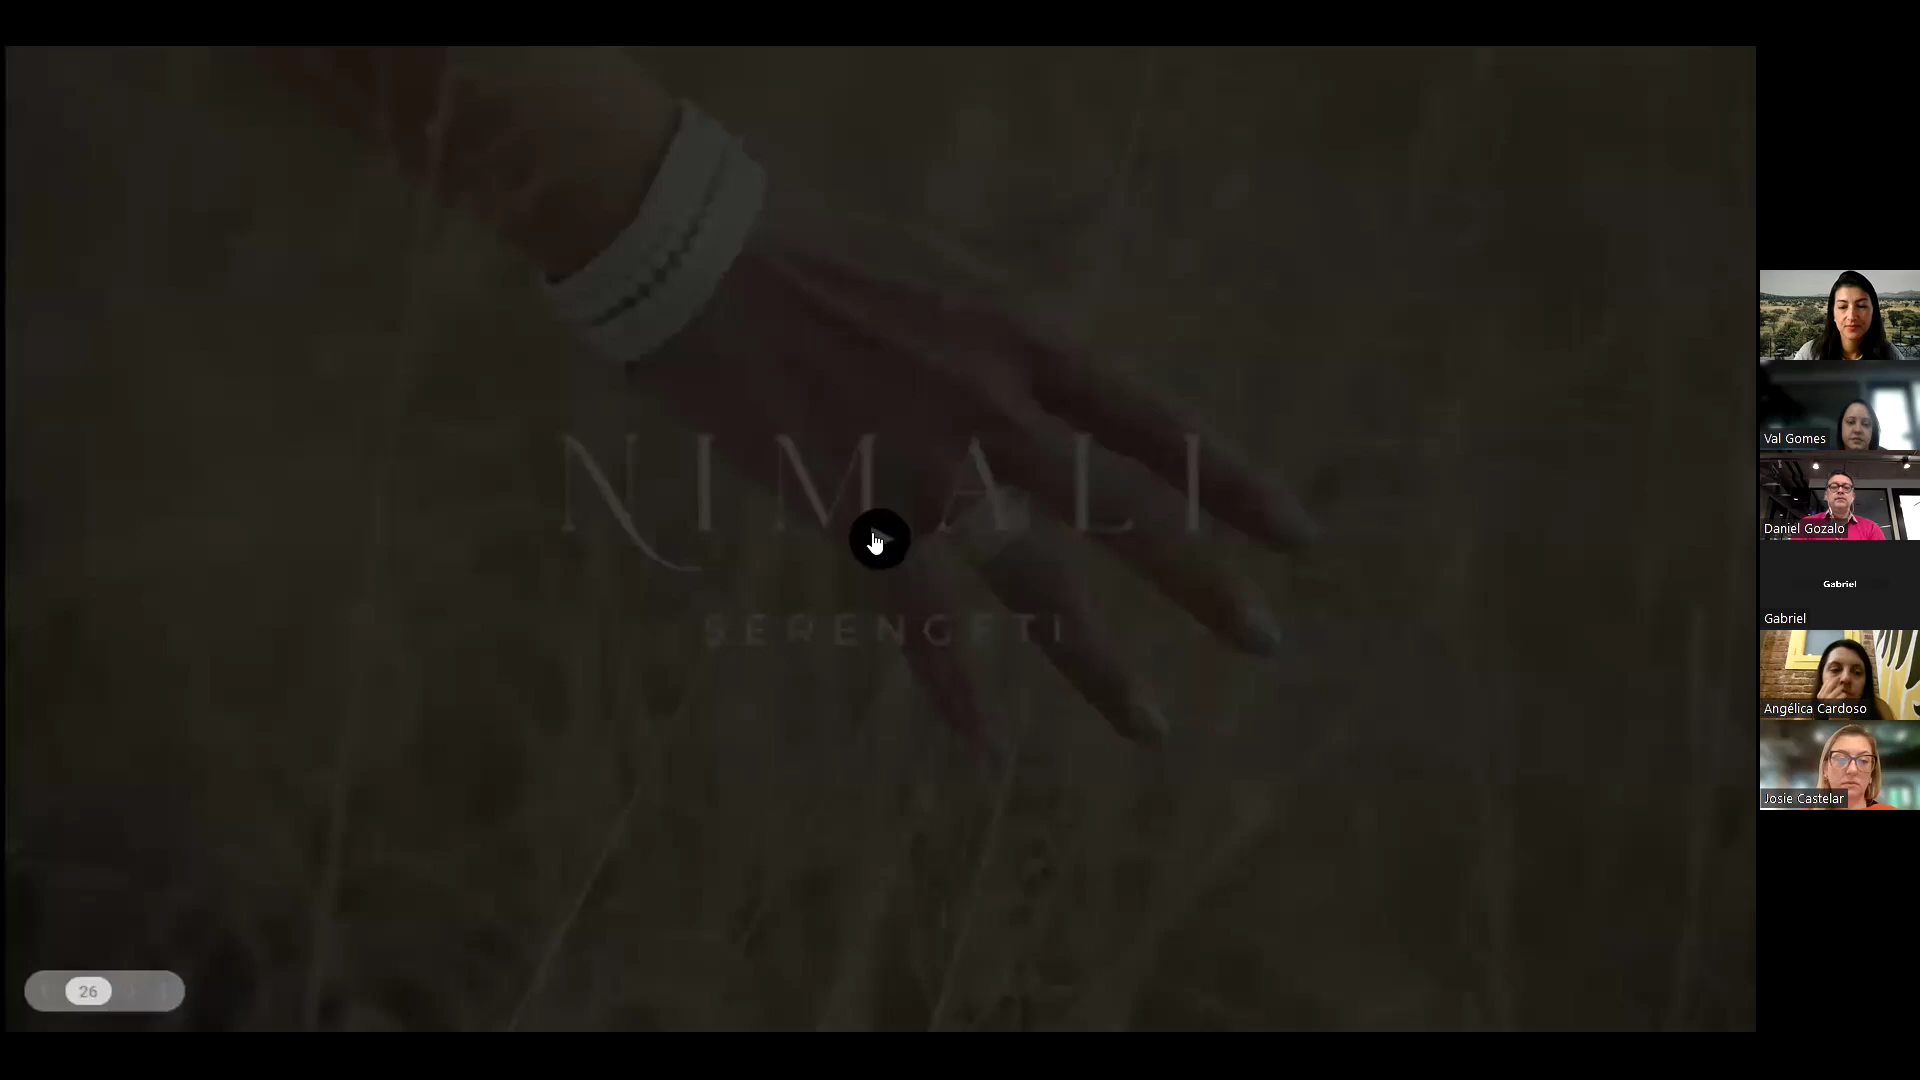 NIMALI
SERENGETI
26
Val Gomes
Daniel Gozalo
Gabriel
Gabriel
Angélica Cardoso
Josie Castelar